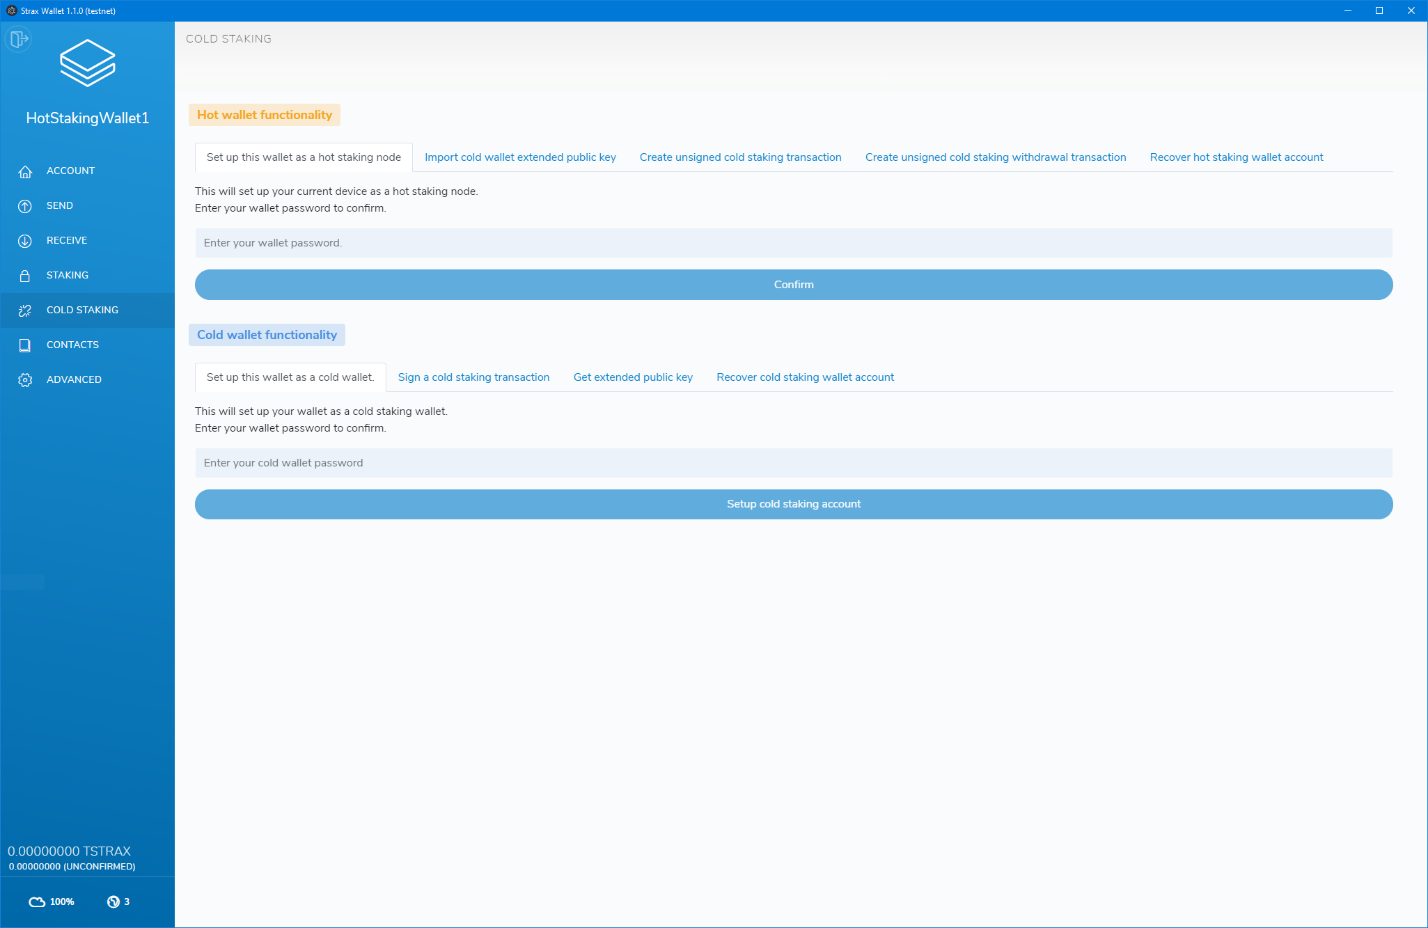 Strax Wallet 1.1.0 (testnet)
COLD STAKING
HotStakingWallet1
ACCOUNT
SEND
RECEIVE
STAKING
COLD STAKING
CONTACTS
ADVANCED
0.00000000 TSTRAX
0.00000000 (UNCONFIRMED)
100% 3
Hot wallet functionality
Set up this wallet as a hot staking node Import cold wallet extended public key Create unsigned cold staking transaction Create unsigned cold staking withdrawal transaction Recover hot staking wallet account
This will set up your current device as a hot staking node.
Enter your wallet password to confirm.
Enter your wallet password.
Confirm
Cold wallet functionality
Set up this wallet as a cold wallet. Sign a cold staking transaction Get extended public key Recover cold staking wallet account
This will set up your wallet as a cold staking wallet.
Enter your wallet password to confirm.
Enter your cold wallet password
Setup cold staking account